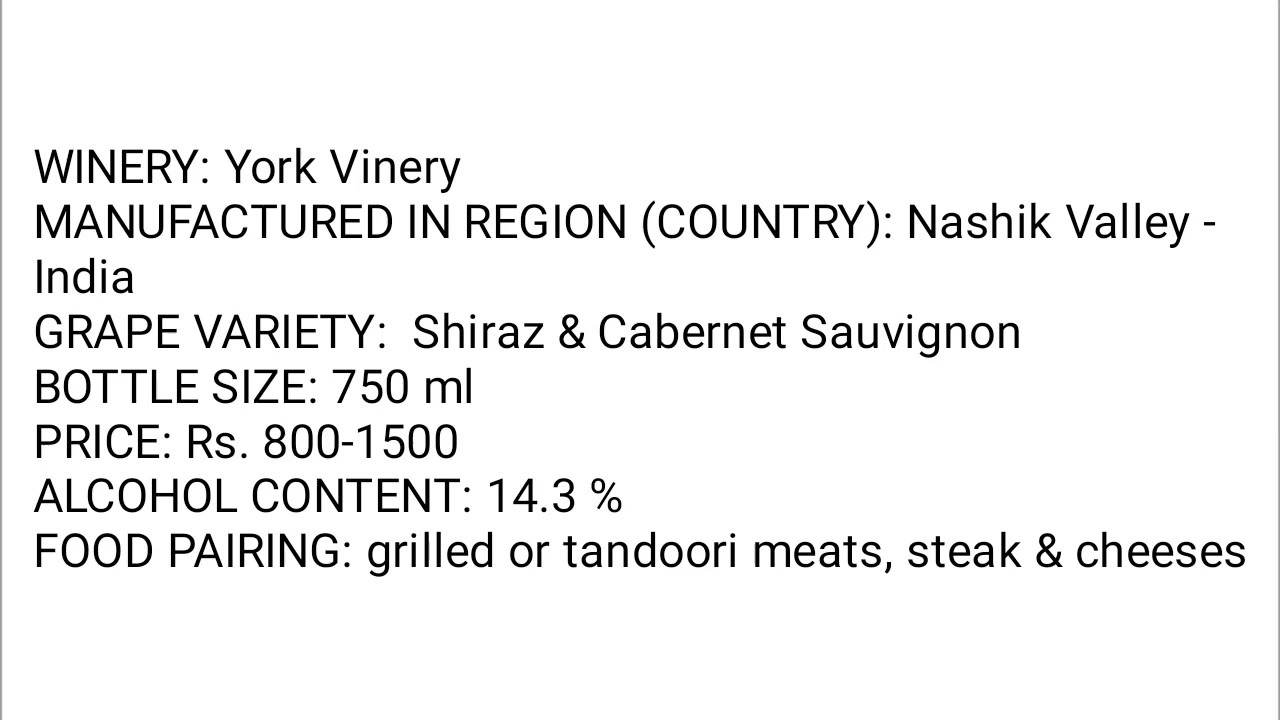 WINERY: York Vinery
MANUFACTURED IN REGION (COUNTRY): Nashik Valley -
India
GRAPE VARIETY:  Shiraz & Cabernet Sauvignon
BOTTLE SIZE: 750 ml
PRICE: Rs. 800-1500
ALCOHOL CONTENT: 14.3 %
FOOD PAIRING: grilled or tandoori meats, steak & cheeses